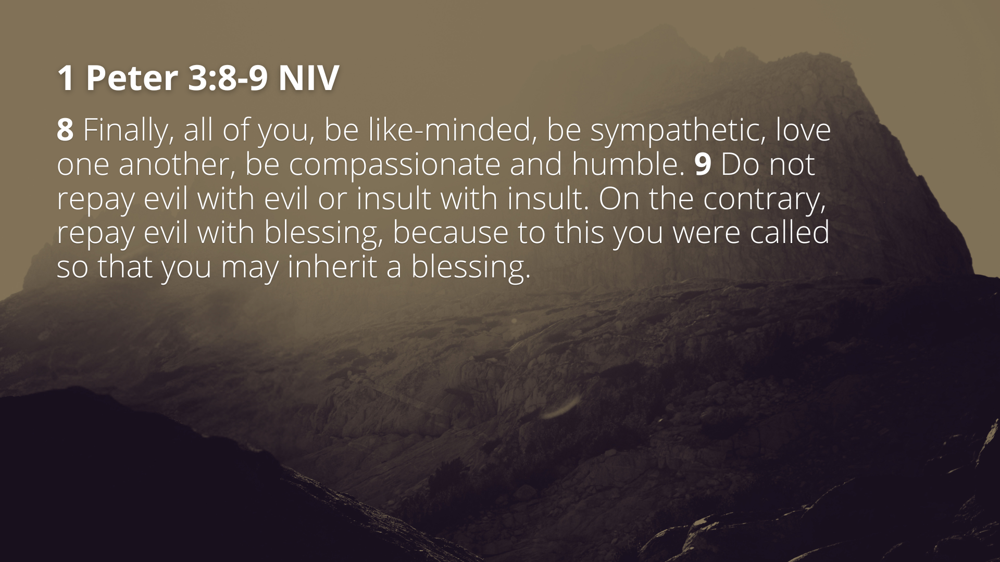 1 Peter 3:8-9 NIV
8 Finally, all of you, be like-minded, be sympathetic, love
one another, be compassionate and humble. 9 Do not
repay evil with evil or insult with insult. On the contrary,
repay evil with blessing, because to this you were called
so that you may inherit a blessing.